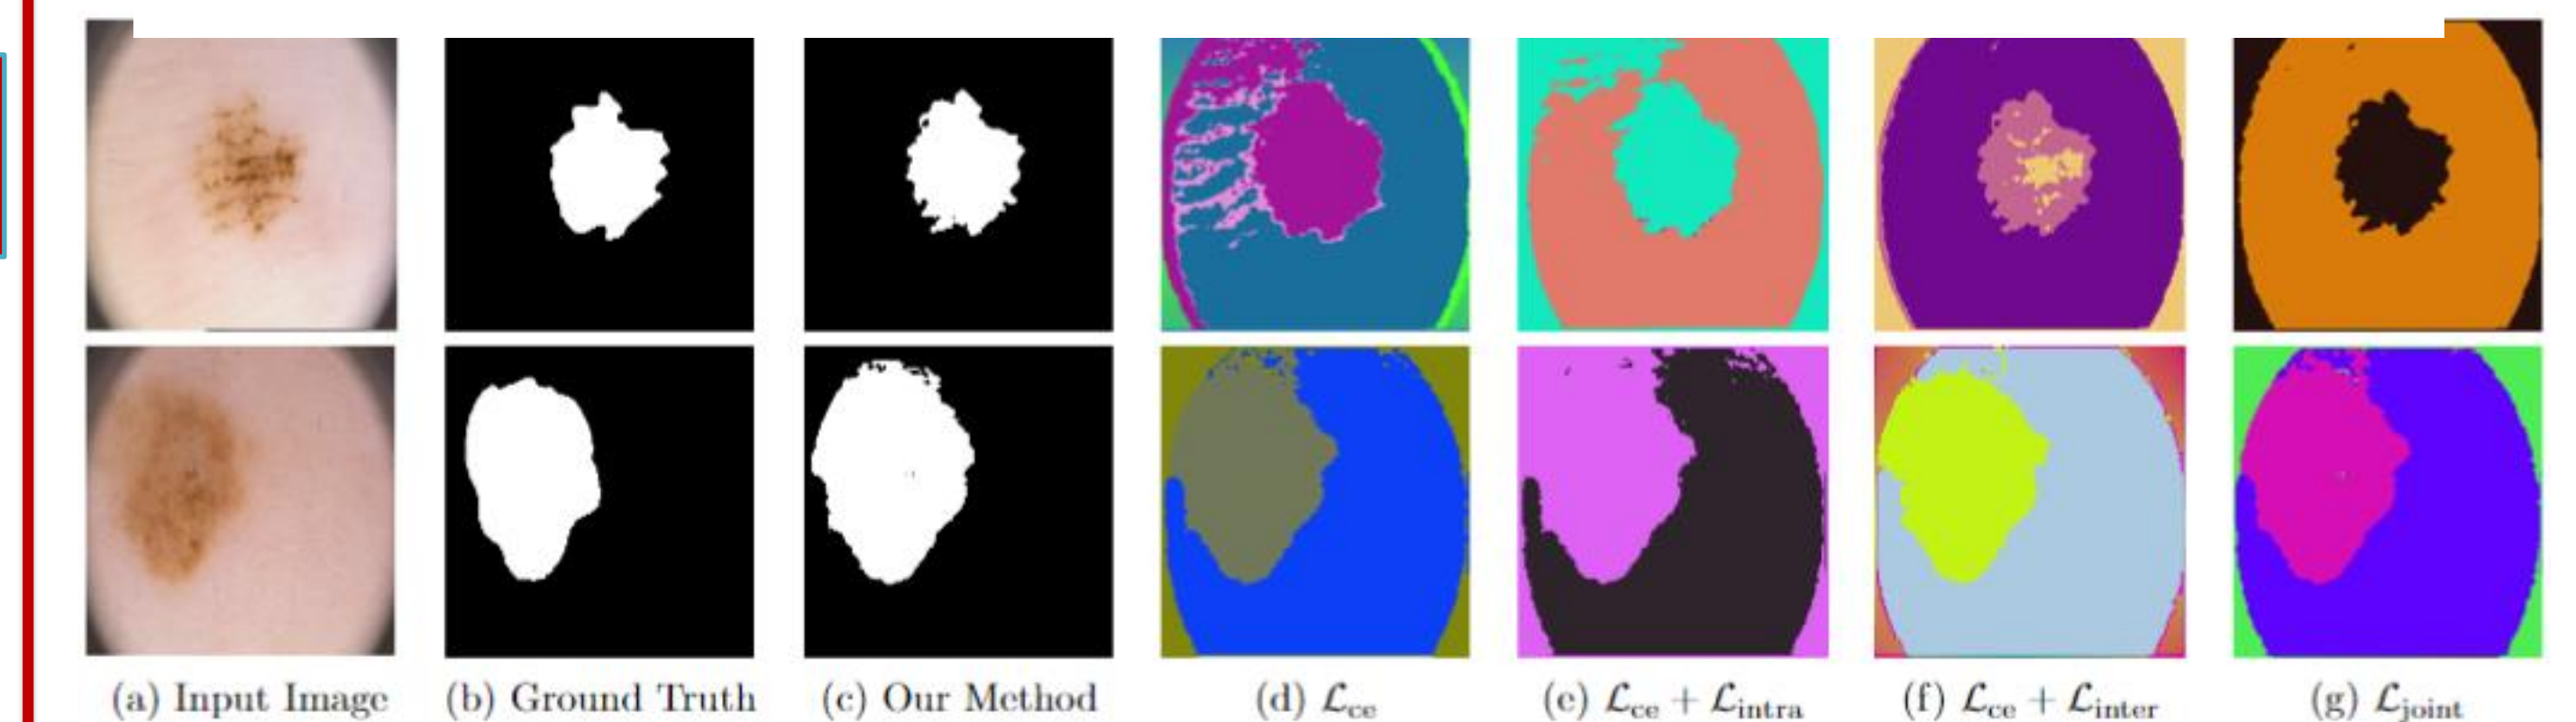 (a) Input Image (b) Ground Truth (c) Our Method (d) ℒce (e) ℒce + ℒintra (f) ℒce + ℒinter (g) ℒjoint